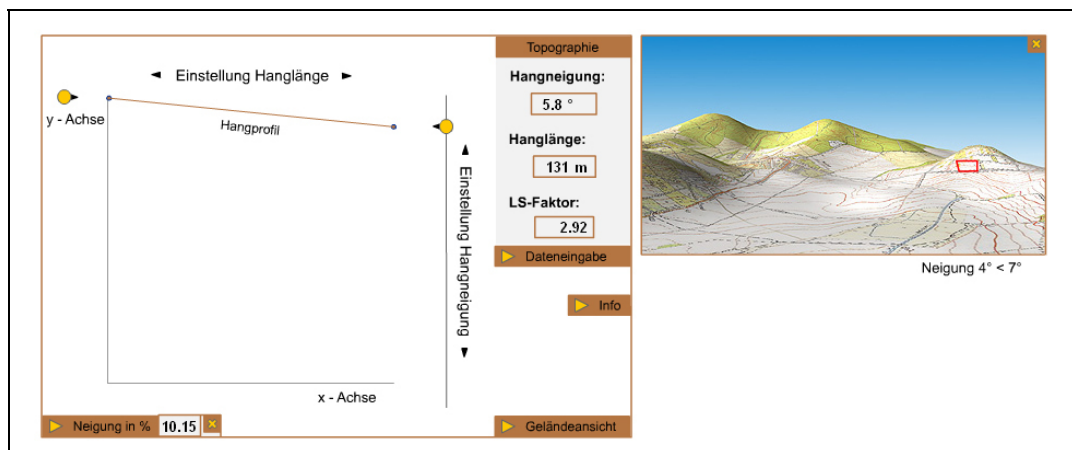 Einstellung Hanglänge
y - Achse
Hangprofil
Einstellung Hangneigung
x - Achse
Neigung in % 10.15
Topographie
Hangneigung:
5.8 °
Hanglänge:
131 m
LS-Faktor:
2.92
Dateneingabe
Info
Geländeansicht
Neigung 4° < 7°